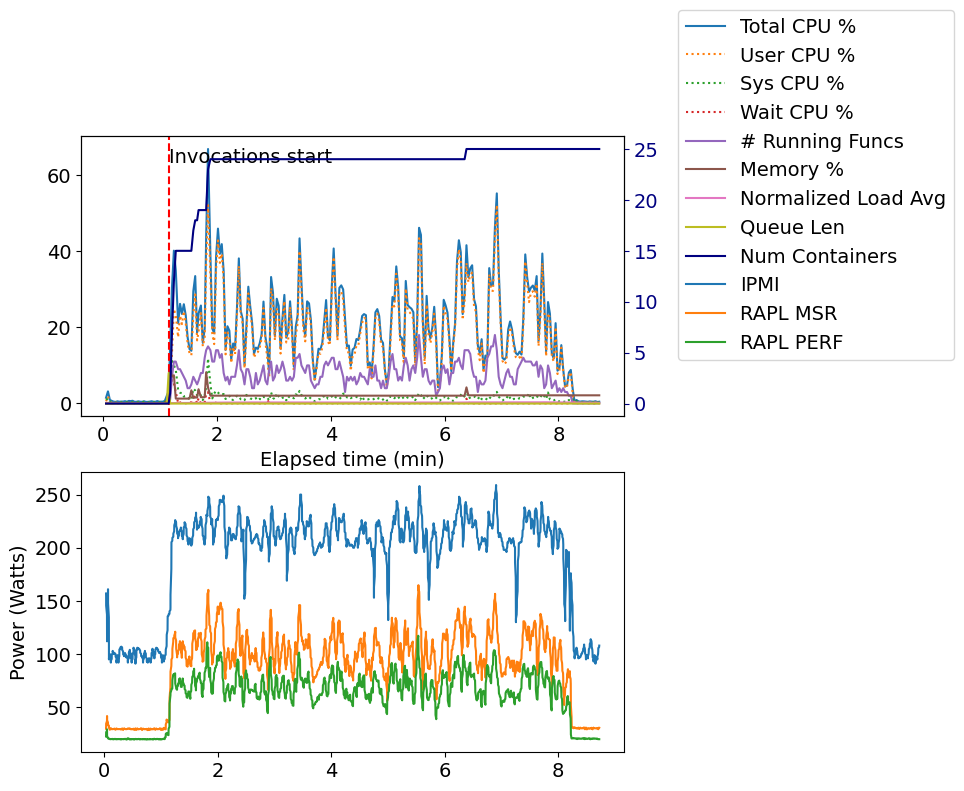 Total CPU %
User CPU %
Sys CPU %
Wait CPU %
# Running Funcs
Memory %
Normalized Load Avg
Queue Len
Num Containers
IPMI
RAPL MSR
RAPL PERF
Invocations start
60
40
20
0
25
20
15
10
5
0
0 2 4 6 8
Elapsed time (min)
Power (Watts)
250
200
150
100
50
0 2 4 6 8